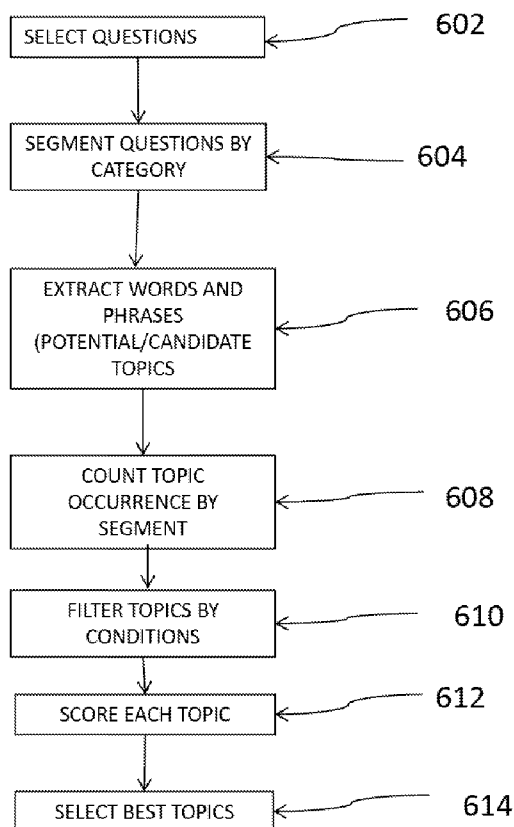 SELECT QUESTIONS
602
SEGMENT QUESTIONS BY
CATEGORY
604
EXTRACT WORDS AND
PHRASES
(POTENTIAL/CANDIDATE
TOPICS
606
COUNT TOPIC
OCCURRENCE BY
SEGMENT
608
FILTER TOPICS BY
CONDITIONS
610
SCORE EACH TOPIC
612
SELECT BEST TOPICS
614